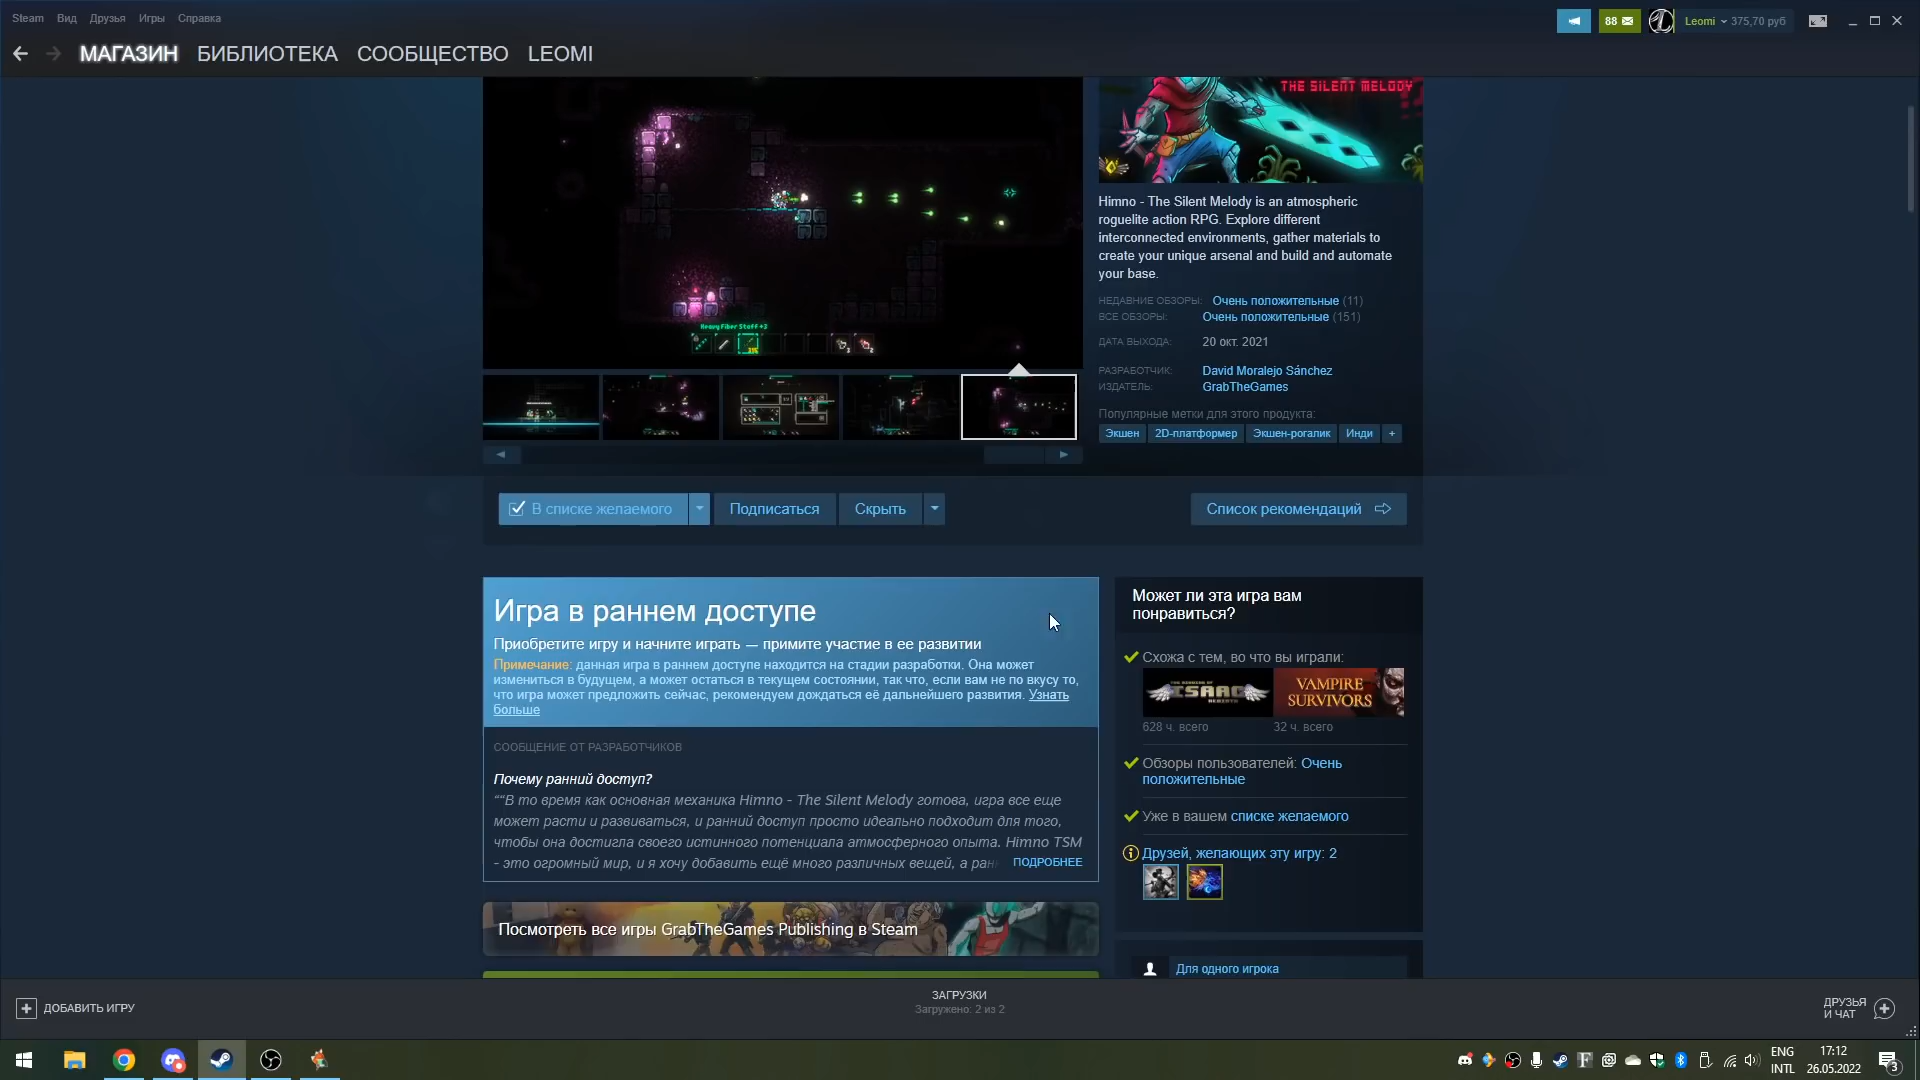 Steam Вид Друзья Игры Справка
88 Leomi 375,70 руб
МАГАЗИН БИБЛИОТЕКА СООБЩЕСТВО LEOMI
THE SILENT MELODY
Himno - The Silent Melody is an atmospheric
roguelite action RPG. Explore different
interconnected environments, gather materials to
create your unique arsenal and build and automate
your base.
НЕДАВНИЕ ОБЗОРЫ: Очень положительные (11)
ВСЕ ОБЗОРЫ: Очень положительные (151)
ДАТА ВЫХОДА: 20 окт. 2021
РАЗРАБОТЧИК: David Moralejo Sánchez
ИЗДАТЕЛЬ: GrabTheGames
Популярные метки для этого продукта:
Экшен 2D-платформер Экшен-рогалик Инди +
Heavy Fiber Staff +3
В списке желаемого Подписаться Скрыть Список рекомендаций
Игра в раннем доступе
Приобретите игру и начните играть — примите участие в ее развитии
Примечание: данная игра в раннем доступе находится на стадии разработки. Она может
измениться в будущем, а может остаться в текущем состоянии, так что, если вам не по вкусу то,
что игра может предложить сейчас, рекомендуем дождаться её дальнейшего развития. Узнать
больше
СООБЩЕНИЕ ОТ РАЗРАБОТЧИКОВ
Почему ранний доступ?
““В то время как основная механика Himno - The Silent Melody готова, игра все еще
может расти и развиваться, и ранний доступ просто идеально подходит для того,
чтобы она достигла своего истинного потенциала атмосферного опыта. Himno TSM
- это огромный мир, и я хочу добавить ещё много различных вещей, а ран ПОДРОБНЕЕ
Посмотреть все игры GrabTheGames Publishing в Steam
Может ли эта игра вам
понравиться?
Схожа с тем, во что вы играли:
THE BINDING OF
ISAAC
REBIRTH
VAMPIRE
SURVIVORS
628 ч. всего 32 ч. всего
Обзоры пользователей: Очень
положительные
Уже в вашем списке желаемого
Друзей, желающих эту игру: 2
Для одного игрока
ДОБАВИТЬ ИГРУ
ЗАГРУЗКИ
Загружено: 2 из 2
ДРУЗЬЯ
И ЧАТ
ENG
INTL
17:12
26.05.2022
3